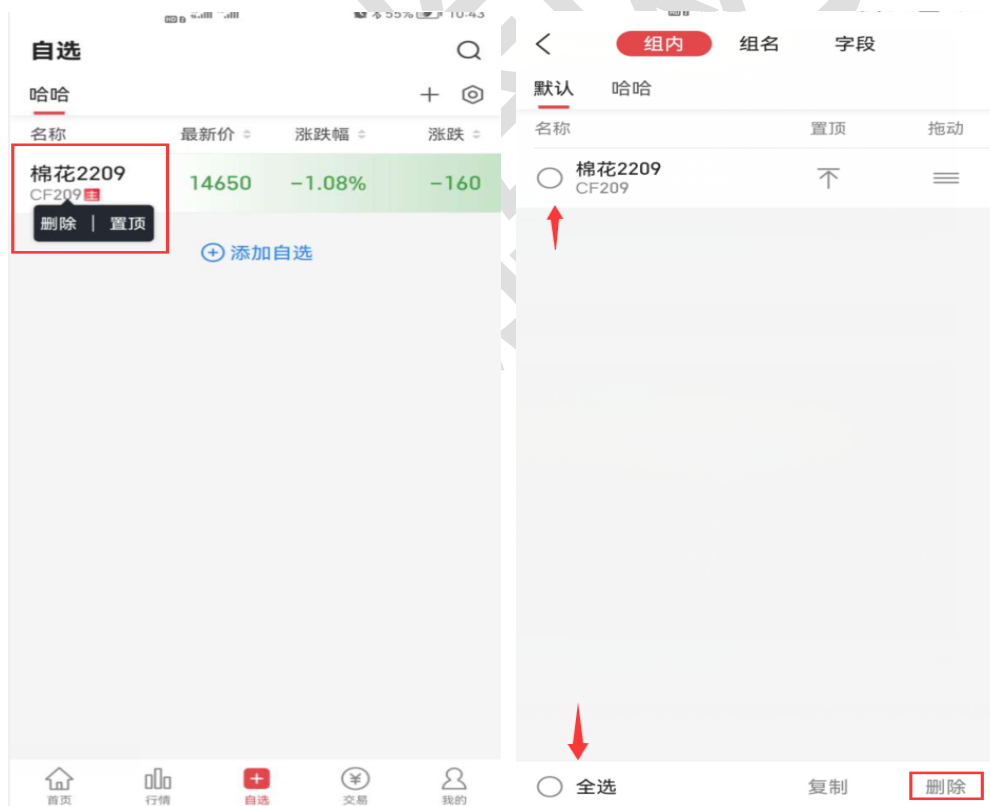 55% 10:43
自选
哈哈
名称 最新价 涨跌幅 涨跌
棉花2209 14650 -1.08% -160
CF209 主
删除 | 置顶
添加自选
首页 行情 自选 交易 我的
组内 组名 字段
默认 哈哈
名称 置顶 拖动
棉花2209
CF209
全选 复制 删除